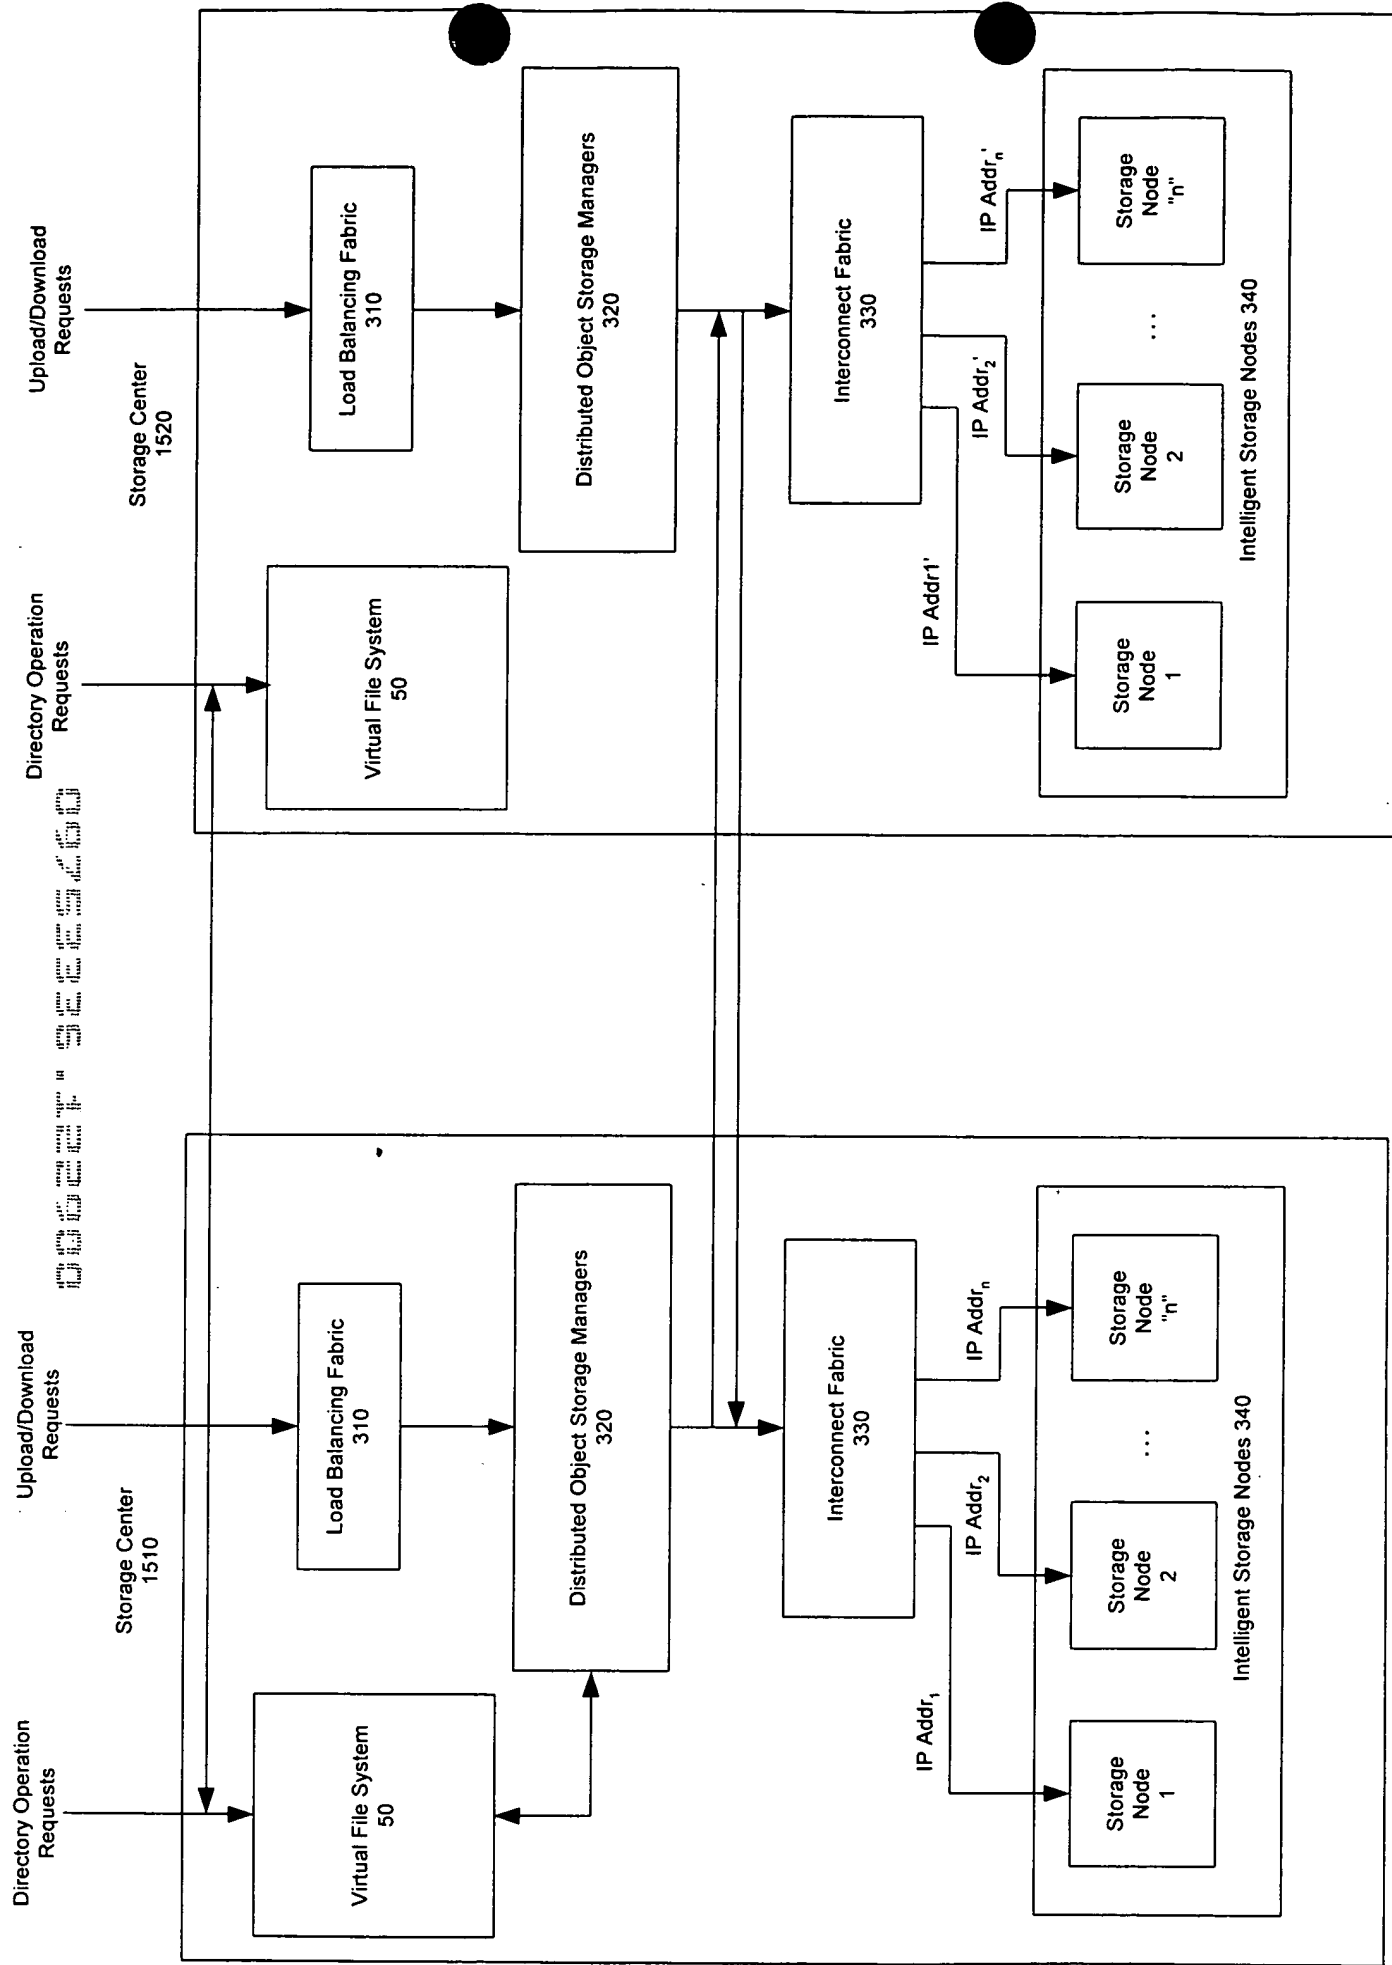 Directory Operation
Requests
Storage Center
1510
Upload/Download
Requests
Virtual File System
50
Load Balancing Fabric
310
Distributed Object Storage Managers
320
Interconnect Fabric
330
IP Addr₁
IP Addr₂
IP Addrₙ
Storage
Node
1
Storage
Node
2
...
Storage
Node
"n"
Intelligent Storage Nodes 340
Directory Operation
Requests
Storage Center
1520
Upload/Download
Requests
Virtual File System
50
Load Balancing Fabric
310
Distributed Object Storage Managers
320
Interconnect Fabric
330
IP Addr1'
IP Addr₂'
IP Addrₙ'
Storage
Node
1
Storage
Node
2
...
Storage
Node
"n"
Intelligent Storage Nodes 340